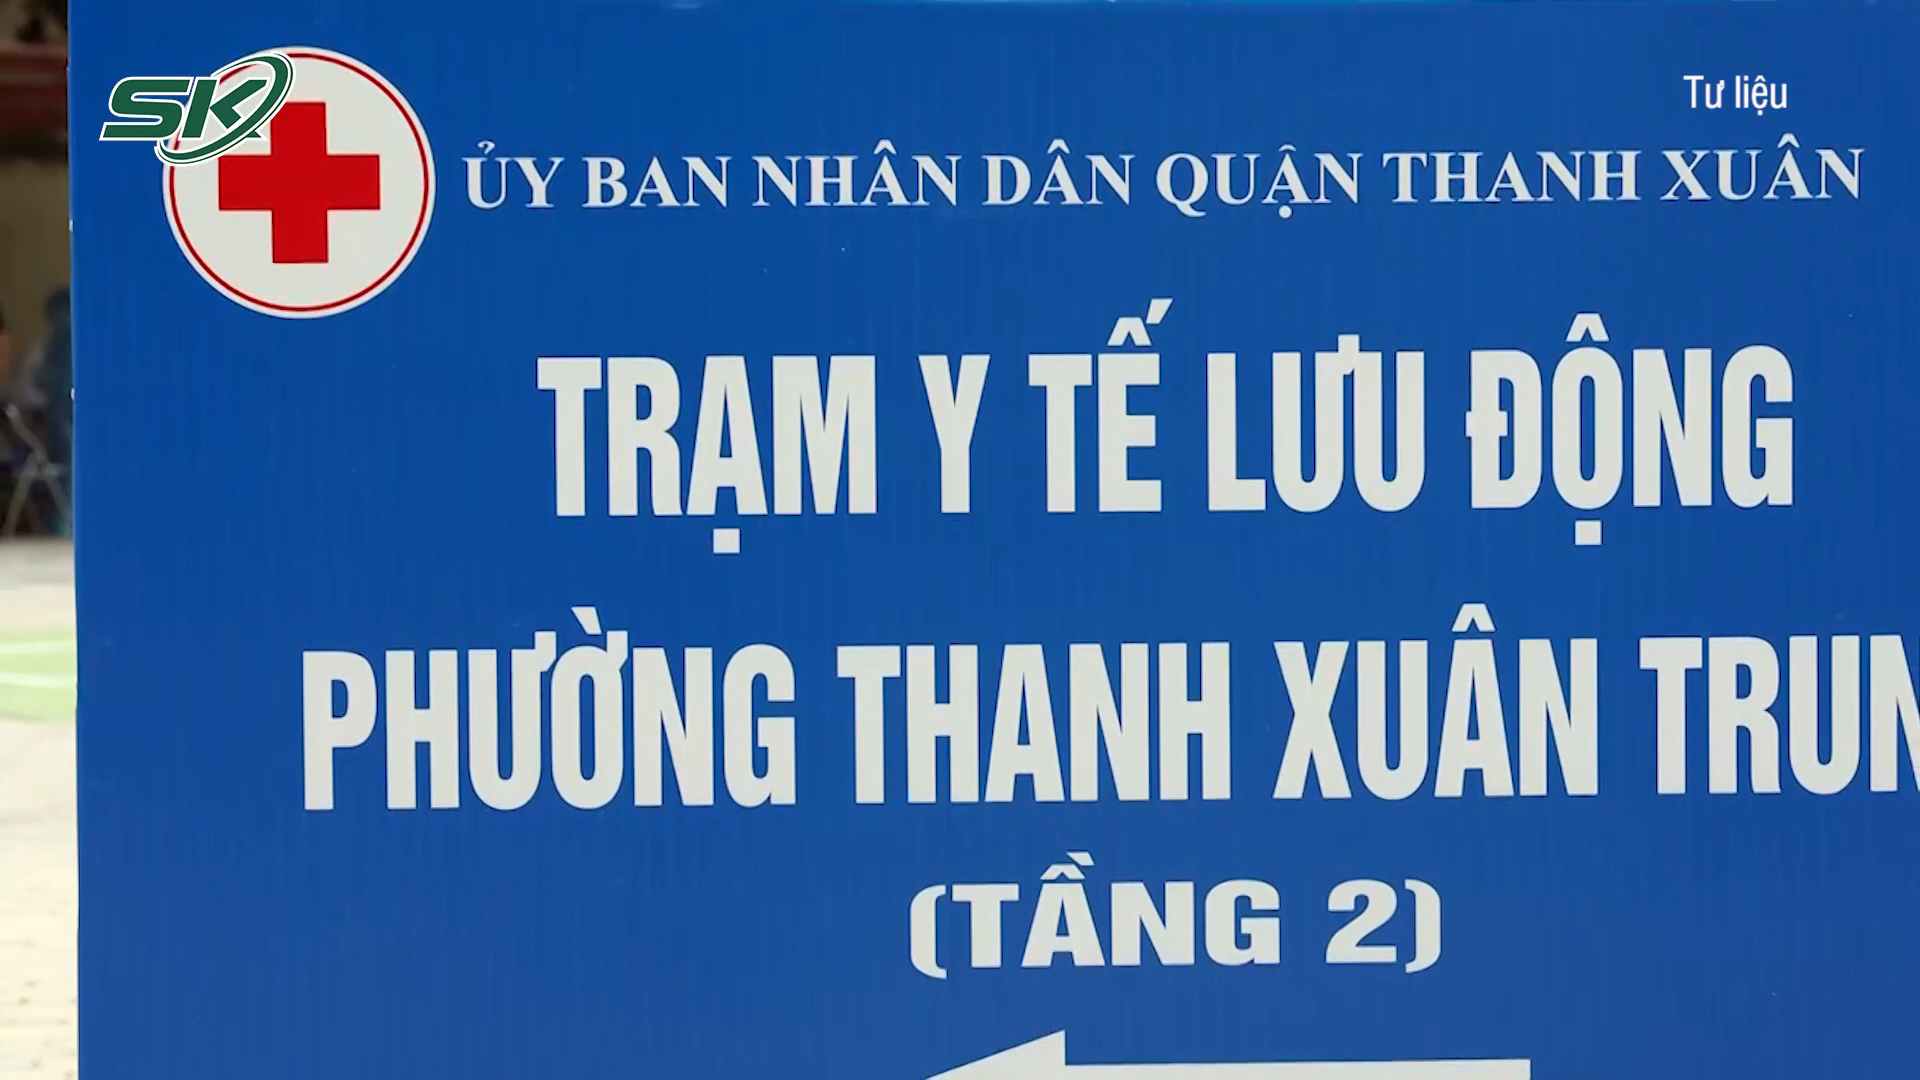 SK
Tư liệu
ỦY BAN NHÂN DÂN QUẬN THANH XUÂN
TRẠM Y TẾ LƯU ĐỘNG
PHƯỜNG THANH XUÂN TRUN
(TẦNG 2)